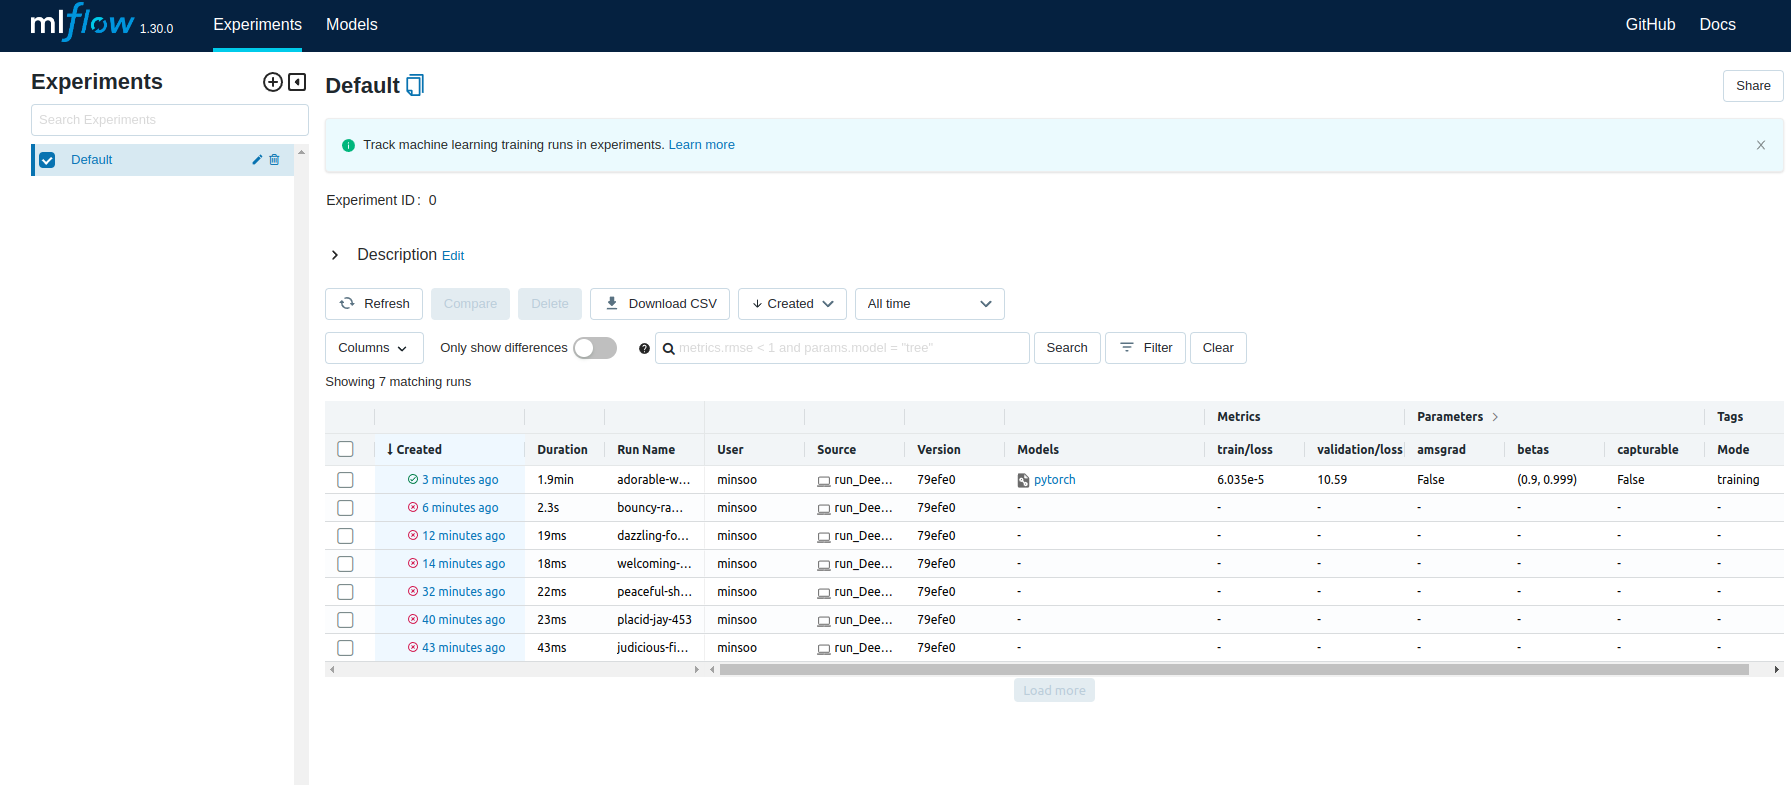 mlflow 1.30.0 Experiments Models GitHub Docs
Experiments
Search Experiments
Default
Default
Share
Track machine learning training runs in experiments. Learn more
Experiment ID: 0
Description Edit
Refresh Compare Delete Download CSV ↓ Created All time
Columns Only show differences ? metrics.rmse < 1 and params.model = "tree" Search Filter Clear
Showing 7 matching runs
Metrics Parameters > Tags
↓ Created Duration Run Name User Source Version Models train/loss validation/loss amsgrad betas capturable Mode
3 minutes ago 1.9min adorable-w... minsoo run_Dee... 79efe0 pytorch 6.035e-5 10.59 False (0.9, 0.999) False training
6 minutes ago 2.3s bouncy-ra... minsoo run_Dee... 79efe0 - - - - - - -
12 minutes ago 19ms dazzling-fo... minsoo run_Dee... 79efe0 - - - - - - -
14 minutes ago 18ms welcoming-... minsoo run_Dee... 79efe0 - - - - - - -
32 minutes ago 22ms peaceful-sh... minsoo run_Dee... 79efe0 - - - - - - -
40 minutes ago 23ms placid-jay-453 minsoo run_Dee... 79efe0 - - - - - - -
43 minutes ago 43ms judicious-fi... minsoo run_Dee... 79efe0 - - - - - - -
Load more